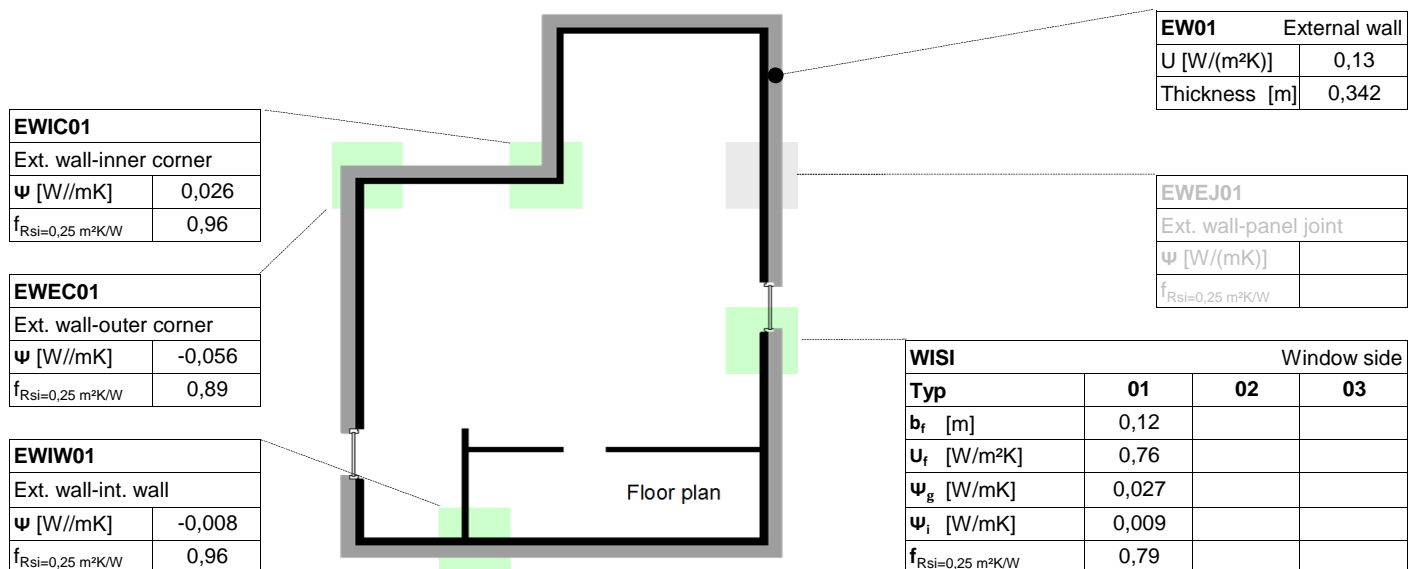 EW01 External wall
U [W/(m²K)] 0,13
Thickness [m] 0,342
EWIC01
Ext. wall-inner corner
Ψ [W//mK] 0,026
fRsi=0,25 m²K/W 0,96
EWEJ01
Ext. wall-panel joint
Ψ [W/(mK)]
fRsi=0,25 m²K/W
EWEC01
Ext. wall-outer corner
Ψ [W//mK] -0,056
fRsi=0,25 m²K/W 0,89
WISI Window side
Typ 01 02 03
bf [m] 0,12
Uf [W/m²K] 0,76
Ψg [W/mK] 0,027
Ψi [W/mK] 0,009
fRsi=0,25 m²K/W 0,79
EWIW01
Ext. wall-int. wall
Ψ [W//mK] -0,008
fRsi=0,25 m²K/W 0,96
Floor plan